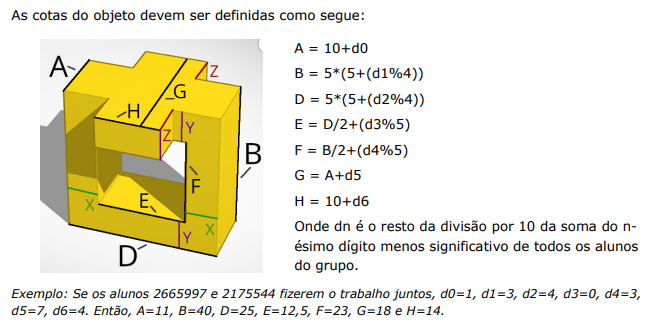 As cotas do objeto devem ser definidas como segue:
A
Z
G
H
Z
Y
B
F
E
X
X
Y
D
A = 10+d0
B = 5*(5+(d1%4))
D = 5*(5+(d2%4))
E = D/2+(d3%5)
F = B/2+(d4%5)
G = A+d5
H = 10+d6
Onde dn é o resto da divisão por 10 da soma do n-
ésimo dígito menos significativo de todos os alunos
do grupo.
Exemplo: Se os alunos 2665997 e 2175544 fizerem o trabalho juntos, d0=1, d1=3, d2=4, d3=0, d4=3,
d5=7, d6=4. Então, A=11, B=40, D=25, E=12,5, F=23, G=18 e H=14.